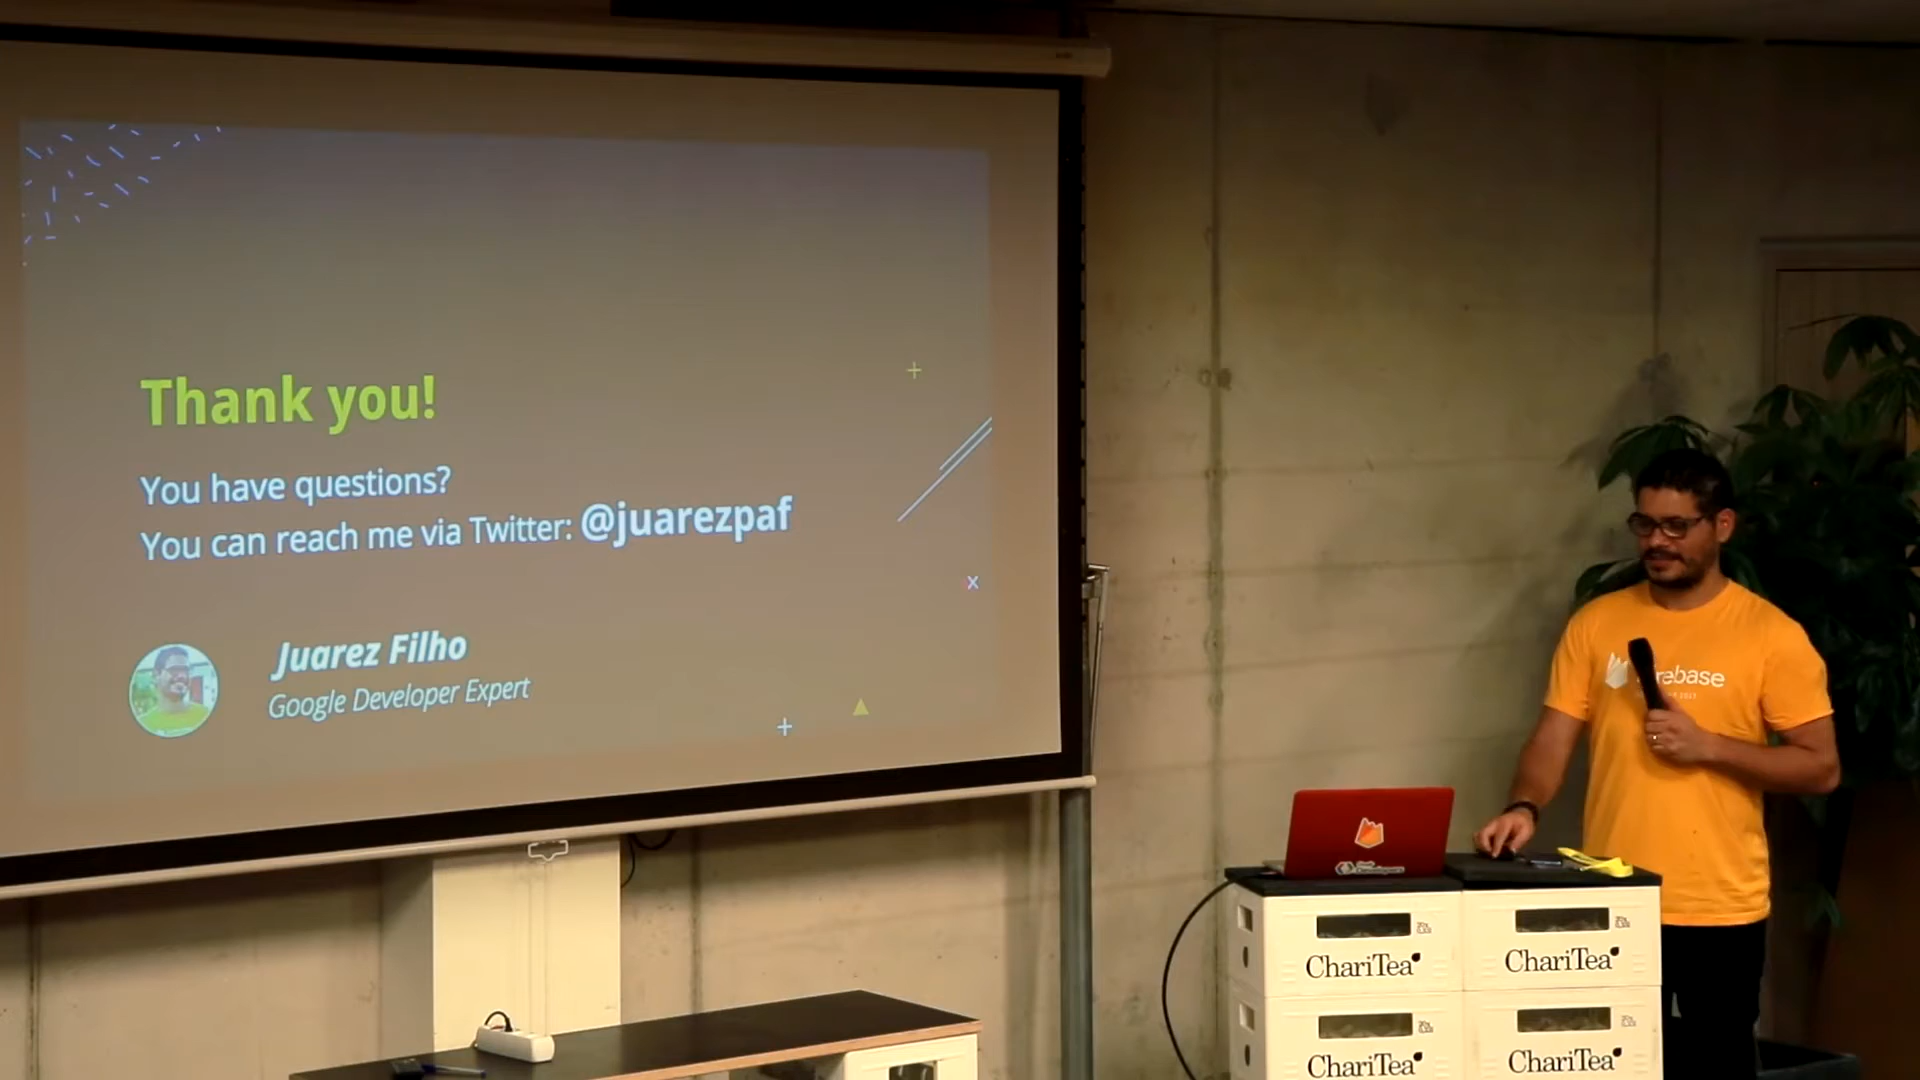 Thank you!
You have questions?
You can reach me via Twitter: @juarezpaf
Juarez Filho
Google Developer Expert
ChariTea
ChariTea
ChariTea
ChariTea